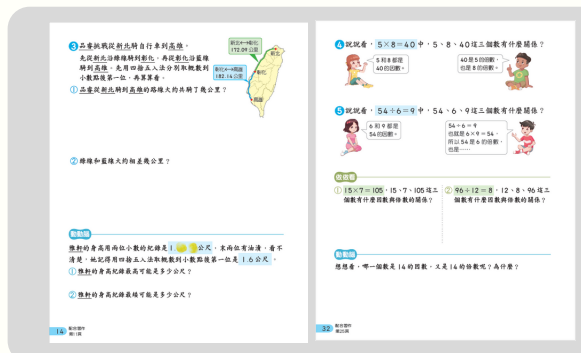 3 品睿挑戰從新北騎自行車到高雄，
先從新北沿綠線騎到彰化，再從彰化沿藍線
騎到高雄。先用四捨五入法分別取概數到
小數點後第一位，再算算看。
① 品睿從新北騎到高雄的路線大約共騎了幾公里？
新北←→彰化
172.09 公里
彰化←→高雄
182.14 公里
新北
彰化
高雄
② 綠線和藍線大約相差幾公里？
動動腦
雅軒的身高用兩位小數的紀錄是 1. 公尺，末兩位有油漬，看不
清楚，她記得用四捨五入法取概數到小數點後第一位是 1.6 公尺，
① 雅軒的身高紀錄最高可能是多少公尺？
② 雅軒的身高紀錄最矮可能是多少公尺？
14 配合習作
第11頁
4 說說看，5×8＝40 中，5、8、40 這三個數有什麼關係？
5 和 8 都是
40 的因數。
40 是 5 的倍數，
也是 8 的倍數。
5 說說看，54÷6＝9 中，54、6、9 這三個數有什麼關係？
6 和 9 都是
54 的因數。
54÷6＝9
也就是 6×9＝54，
所以 54 是 6 的倍數，
也是……
做做看
① 15×7＝105，15、7、105 這三
個數有什麼因數與倍數的關係？
② 96÷12＝8，12、8、96 這三
個數有什麼因數與倍數的關係？
動動腦
想想看，哪一個數是 14 的因數，又是 14 的倍數呢？為什麼？
32 配合習作
第25頁